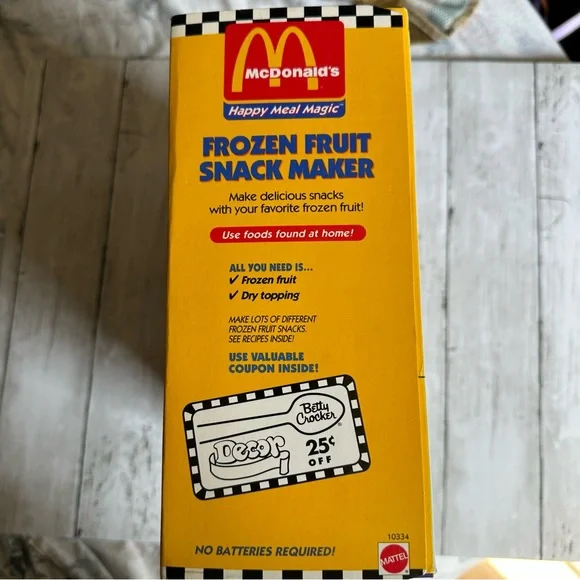 McDonald's
Happy Meal Magic™
FROZEN FRUIT
SNACK MAKER
Make delicious snacks
with your favorite frozen fruit!
Use foods found at home!
ALL YOU NEED IS...
✓ Frozen fruit
✓ Dry topping
MAKE LOTS OF DIFFERENT
FROZEN FRUIT SNACKS.
SEE RECIPES INSIDE!
USE VALUABLE
COUPON INSIDE!
Betty
Crocker®
Decor
25¢
OFF
NO BATTERIES REQUIRED!
10334
MATTEL